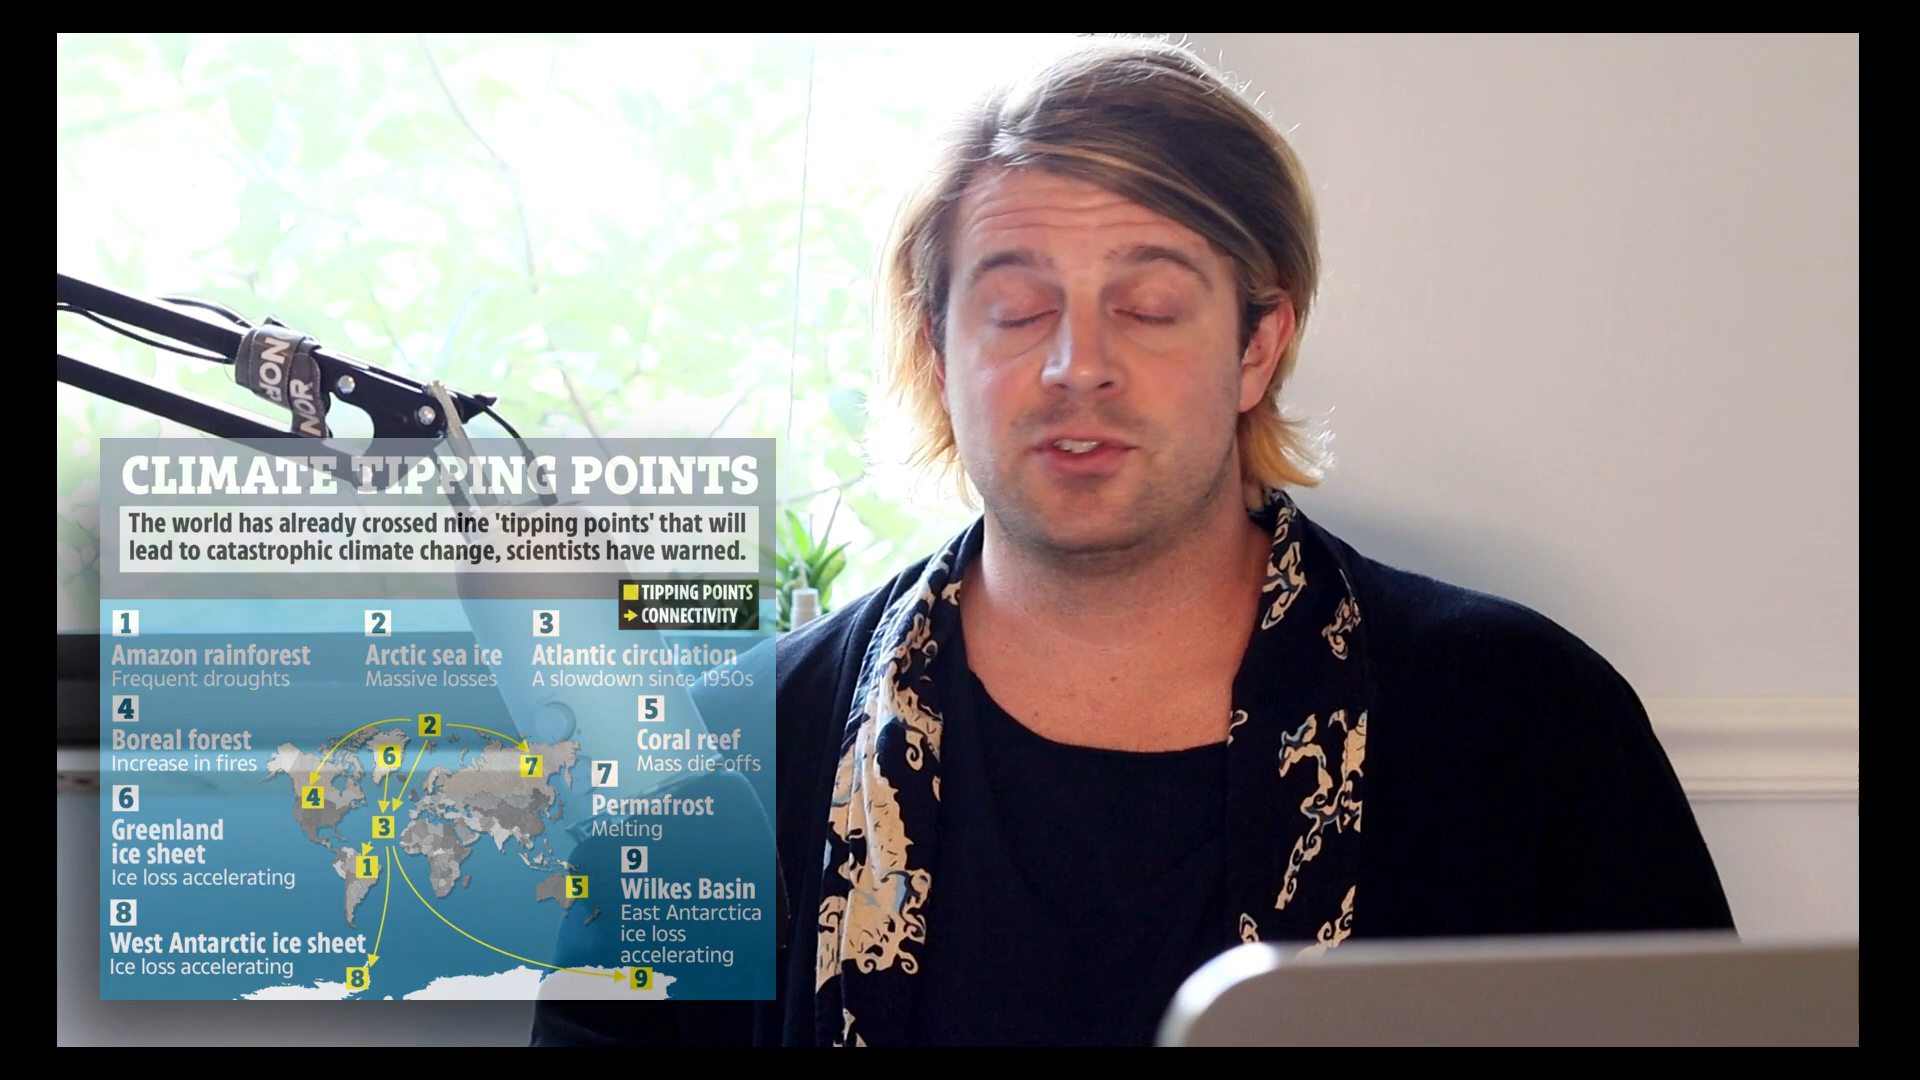 NOR
NOR
CLIMATE TIPPING POINTS
The world has already crossed nine 'tipping points' that will
lead to catastrophic climate change, scientists have warned.
TIPPING POINTS
CONNECTIVITY
1
Amazon rainforest
Frequent droughts
2
Arctic sea ice
Massive losses
3
Atlantic circulation
A slowdown since 1950s
4
Boreal forest
Increase in fires
5
Coral reef
Mass die-offs
6
Greenland
ice sheet
Ice loss accelerating
7
Permafrost
Melting
8
West Antarctic ice sheet
Ice loss accelerating
9
Wilkes Basin
East Antarctica
ice loss
accelerating
2
6
7
4
3
1
5
8
9